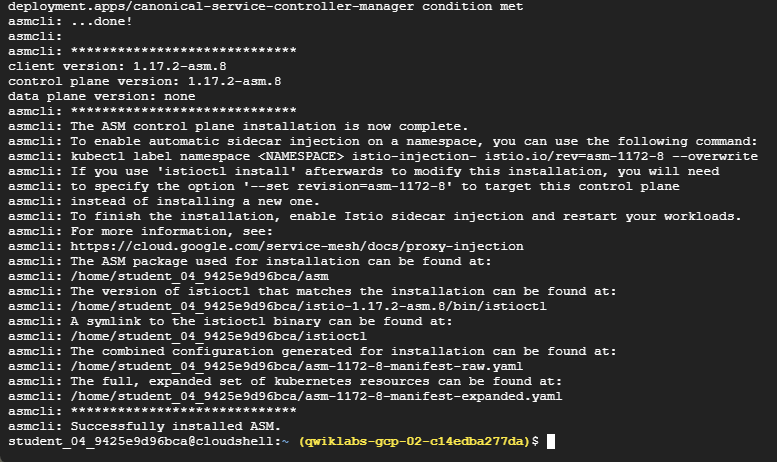 deployment.apps/canonical-service-controller-manager condition met
asmcli: ...done!
asmcli:
asmcli: *****************************
client version: 1.17.2-asm.8
control plane version: 1.17.2-asm.8
data plane version: none
asmcli: *****************************
asmcli: The ASM control plane installation is now complete.
asmcli: To enable automatic sidecar injection on a namespace, you can use the following command:
asmcli: kubectl label namespace <NAMESPACE> istio-injection- istio.io/rev=asm-1172-8 --overwrite
asmcli: If you use 'istioctl install' afterwards to modify this installation, you will need
asmcli: to specify the option '--set revision=asm-1172-8' to target this control plane
asmcli: instead of installing a new one.
asmcli: To finish the installation, enable Istio sidecar injection and restart your workloads.
asmcli: For more information, see:
asmcli: https://cloud.google.com/service-mesh/docs/proxy-injection
asmcli: The ASM package used for installation can be found at:
asmcli: /home/student_04_9425e9d96bca/asm
asmcli: The version of istioctl that matches the installation can be found at:
asmcli: /home/student_04_9425e9d96bca/istio-1.17.2-asm.8/bin/istioctl
asmcli: A symlink to the istioctl binary can be found at:
asmcli: /home/student_04_9425e9d96bca/istioctl
asmcli: The combined configuration generated for installation can be found at:
asmcli: /home/student_04_9425e9d96bca/asm-1172-8-manifest-raw.yaml
asmcli: The full, expanded set of kubernetes resources can be found at:
asmcli: /home/student_04_9425e9d96bca/asm-1172-8-manifest-expanded.yaml
asmcli: *****************************
asmcli: Successfully installed ASM.
student_04_9425e9d96bca@cloudshell:~ (qwiklabs-gcp-02-c14edba277da)$